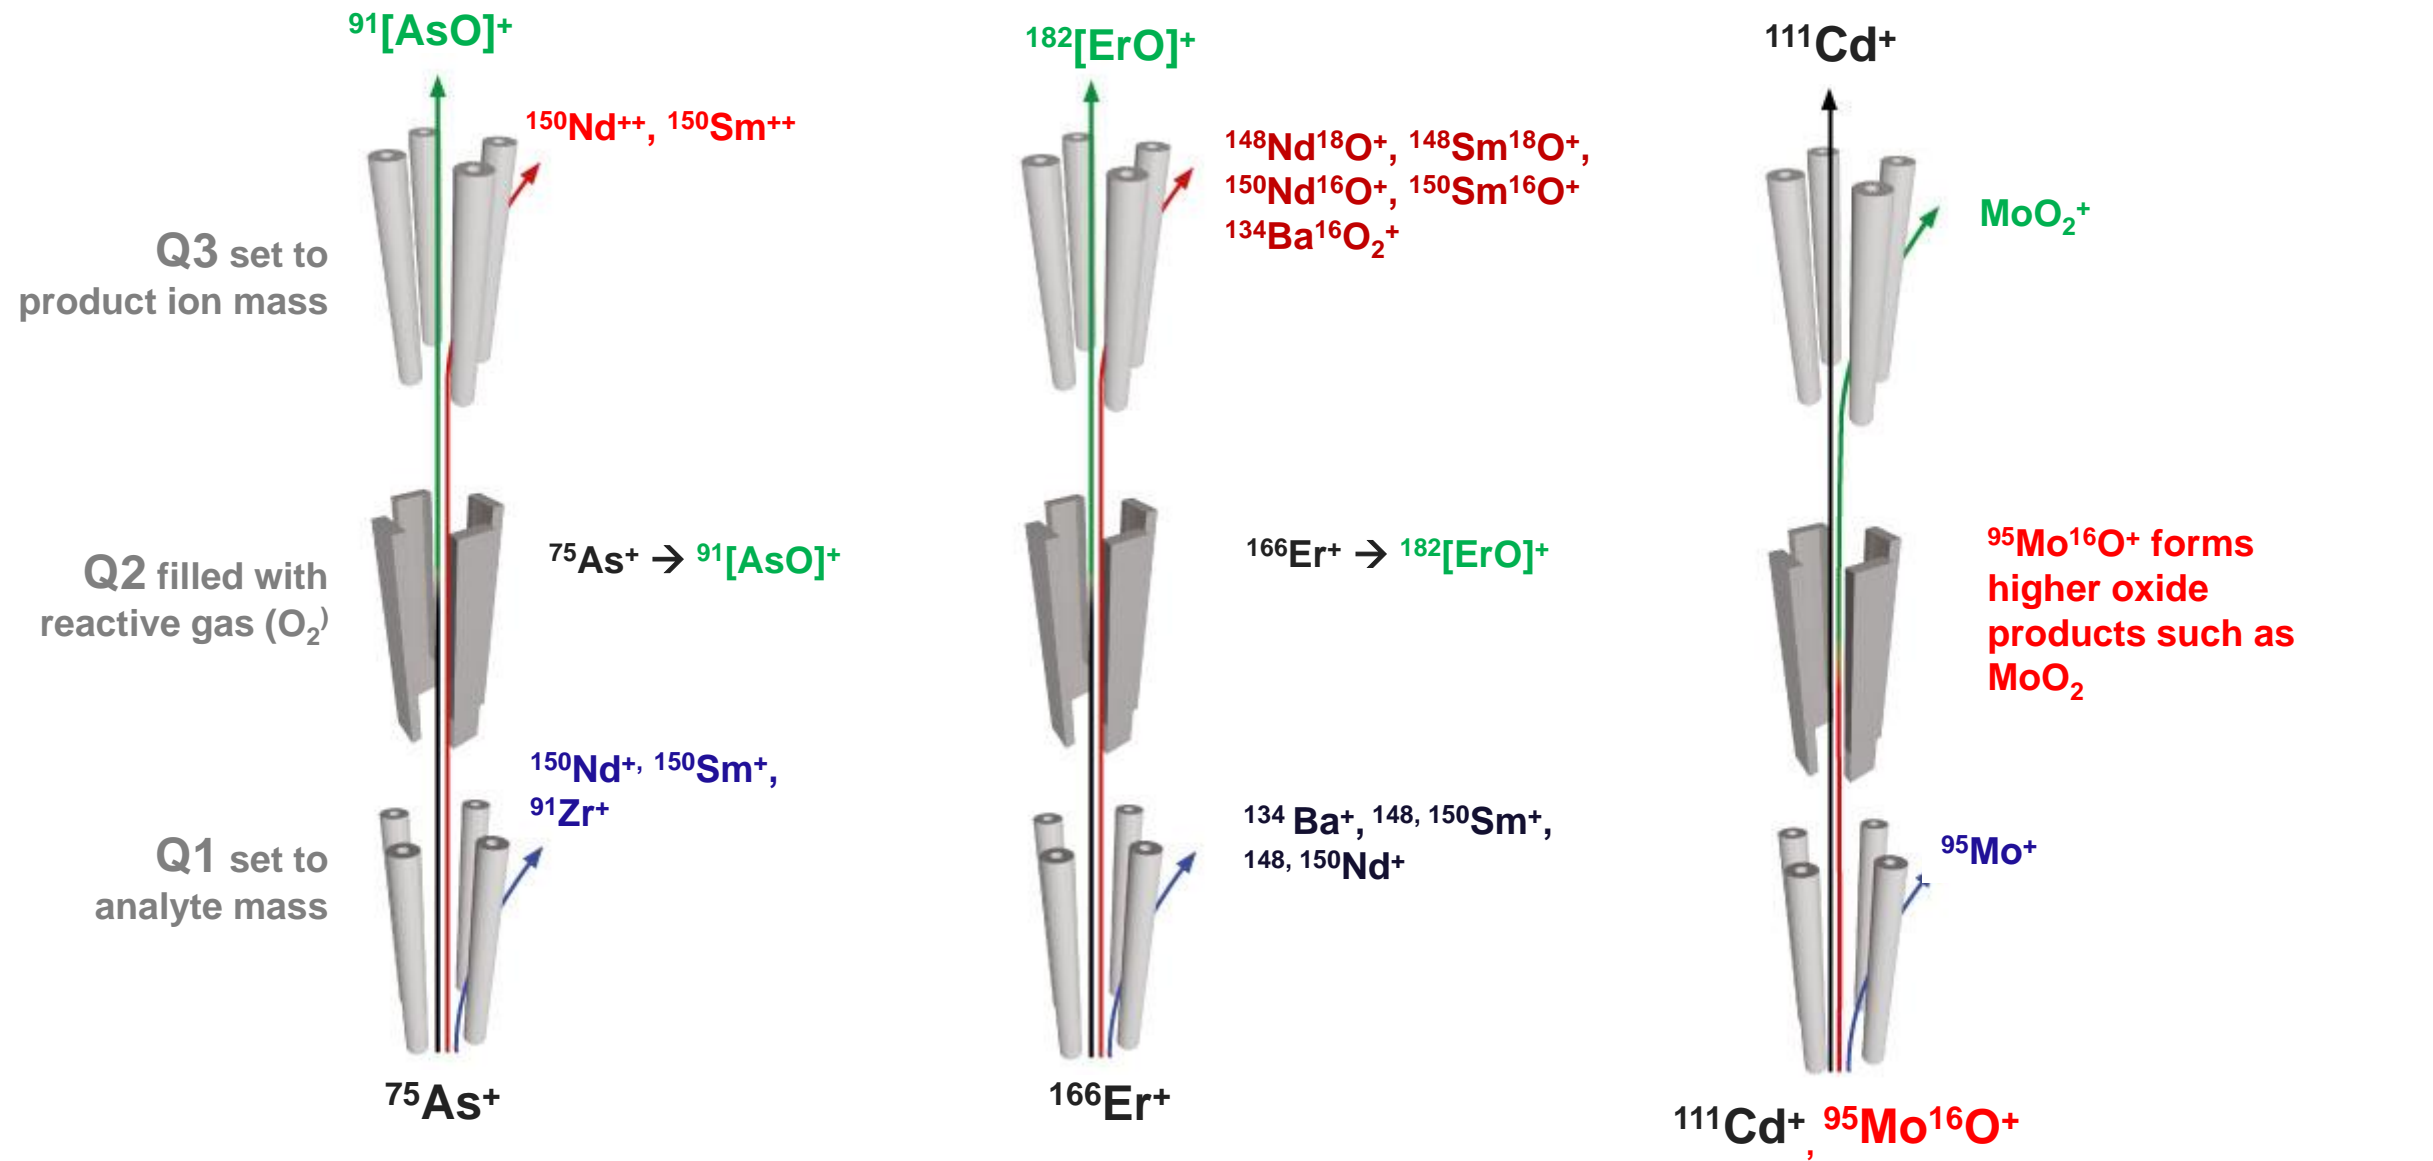 ⁹¹[AsO]⁺
¹⁵⁰Nd⁺⁺, ¹⁵⁰Sm⁺⁺
Q3 set to
product ion mass
⁷⁵As⁺ → ⁹¹[AsO]⁺
Q2 filled with
reactive gas (O₂⁾
¹⁵⁰Nd⁺, ¹⁵⁰Sm⁺,
⁹¹Zr⁺
Q1 set to
analyte mass
⁷⁵As⁺
¹⁸²[ErO]⁺
¹⁴⁸Nd¹⁸O⁺, ¹⁴⁸Sm¹⁸O⁺,
¹⁵⁰Nd¹⁶O⁺, ¹⁵⁰Sm¹⁶O⁺
¹³⁴Ba¹⁶O₂⁺
¹⁶⁶Er⁺ → ¹⁸²[ErO]⁺
¹³⁴ Ba⁺, ¹⁴⁸, ¹⁵⁰Sm⁺,
¹⁴⁸, ¹⁵⁰Nd⁺
¹⁶⁶Er⁺
¹¹¹Cd⁺
MoO₂⁺
⁹⁵Mo¹⁶O⁺ forms
higher oxide
products such as
MoO₂
⁹⁵Mo⁺
¹¹¹Cd⁺, ⁹⁵Mo¹⁶O⁺